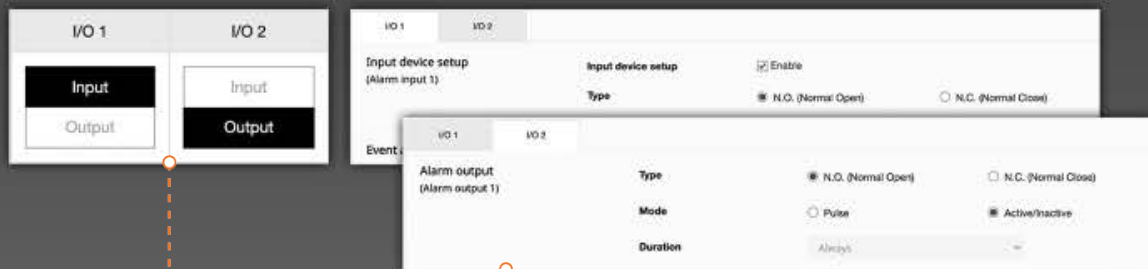 I/O 1 I/O 2
Input Input
Output Output
I/O 1 I/O 2
Input device setup Input device setup Enable
(Alarm input 1)
Type N.O. (Normal Open) N.C. (Normal Close)
Event
I/O 1 I/O 2
Alarm output Type N.O. (Normal Open) N.C. (Normal Close)
(Alarm output 1)
Mode Pulse Active/Inactive
Duration Always